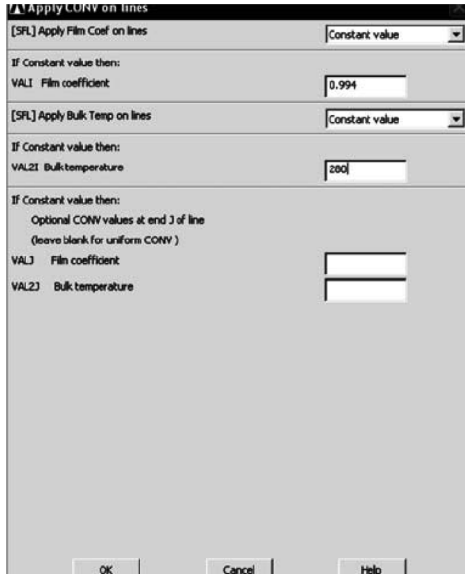 Apply CONV on lines
[SFL] Apply Film Coef on lines Constant value
If Constant value then:
VALI Film coefficient 0.994
[SFL] Apply Bulk Temp on lines Constant value
If Constant value then:
VAL2I Bulk temperature 280
If Constant value then:
Optional CONV values at end J of line
(leave blank for uniform CONV )
VALJ Film coefficient
VAL2J Bulk temperature
OK Cancel Help